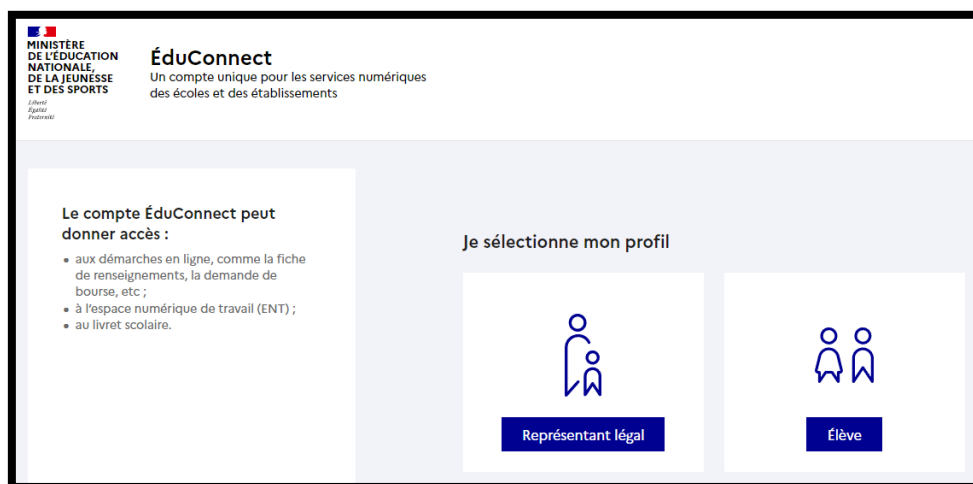 MINISTÈRE
DE L'ÉDUCATION
NATIONALE,
DE LA JEUNESSE
ET DES SPORTS
Liberté
Égalité
Fraternité
ÉduConnect
Un compte unique pour les services numériques
des écoles et des établissements
Le compte ÉduConnect peut
donner accès :
• aux démarches en ligne, comme la fiche
de renseignements, la demande de
bourse, etc ;
• à l'espace numérique de travail (ENT) ;
• au livret scolaire.
Je sélectionne mon profil
Représentant légal
Élève